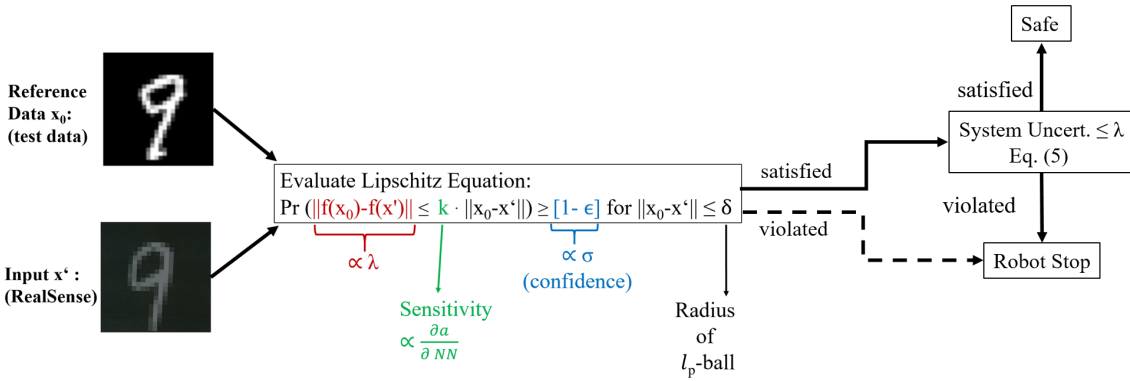 Reference
Data x₀:
(test data)
Input x‘ :
(RealSense)
Evaluate Lipschitz Equation:
Pr (||f(x₀)-f(x')|| ≤ k · ||x₀-x‘||) ≥ [1- ϵ] for ||x₀-x‘|| ≤ δ
∝ λ
Sensitivity
∝ ∂a / ∂ NN
∝ σ
(confidence)
Radius
of
lₚ-ball
satisfied
violated
Safe
satisfied
System Uncert. ≤ λ
Eq. (5)
violated
Robot Stop